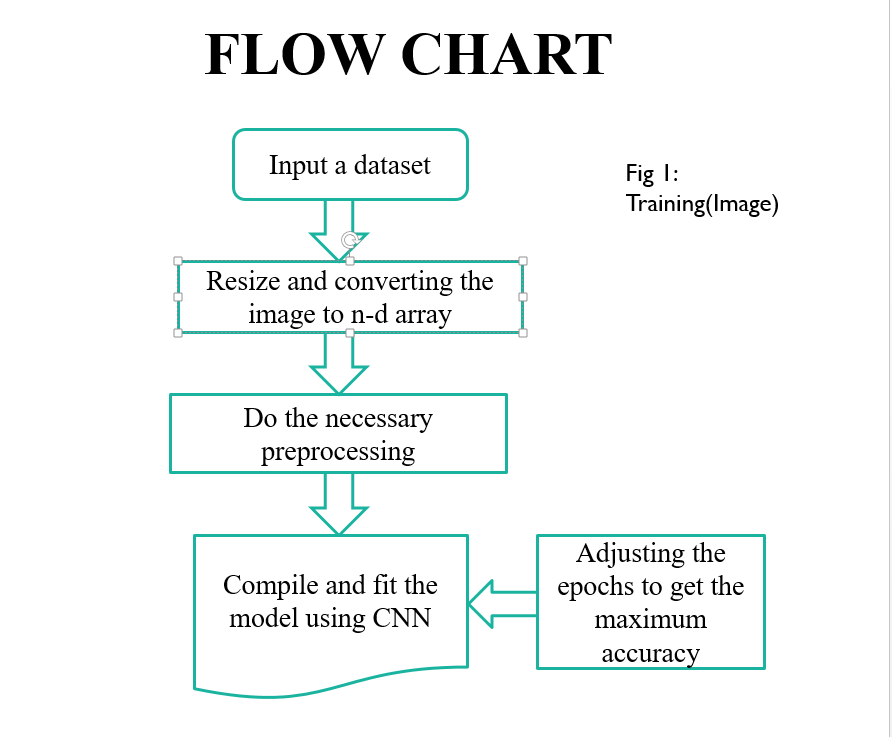 FLOW CHART
Input a dataset
Fig 1:
Training(Image)
Resize and converting the
image to n-d array
Do the necessary
preprocessing
Compile and fit the
model using CNN
Adjusting the
epochs to get the
maximum
accuracy